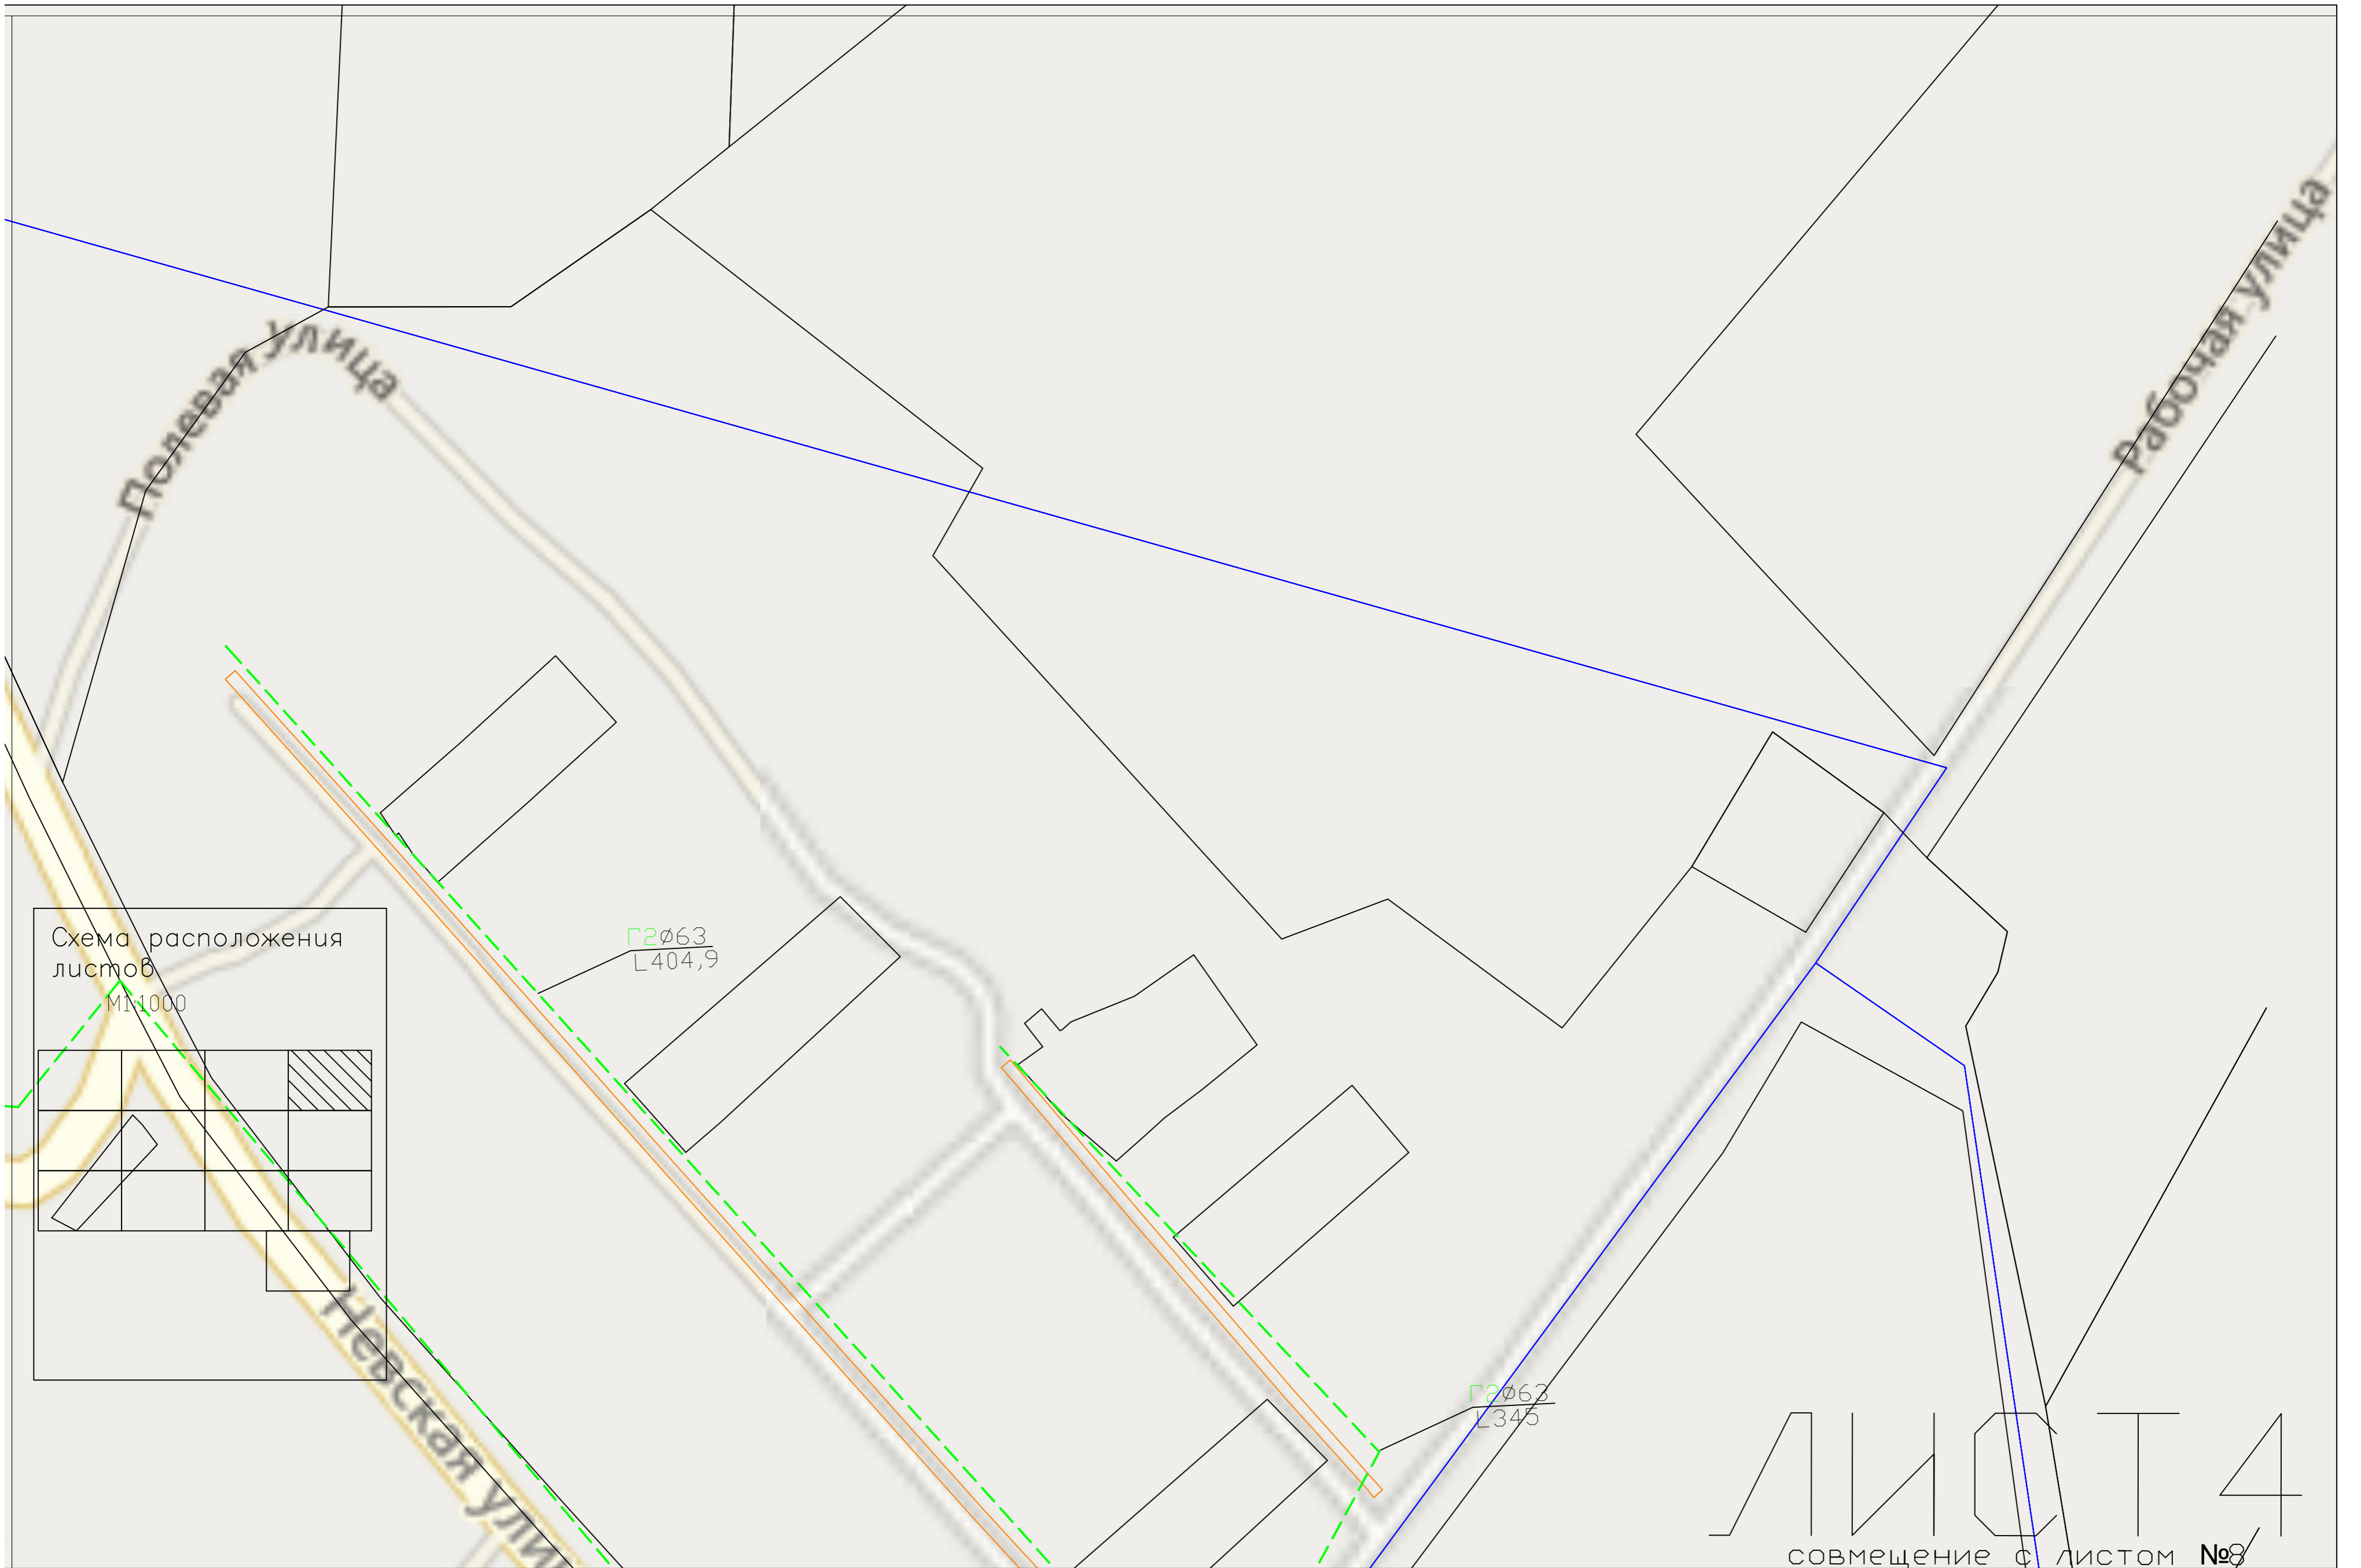 Рабочая улица
Полевая улица
Г2ø63
L404,9
Схема расположения
листов
М1:1000
Невская ули
Г2ø63
L345
ЛИСТ 4
совмещение с листом №8